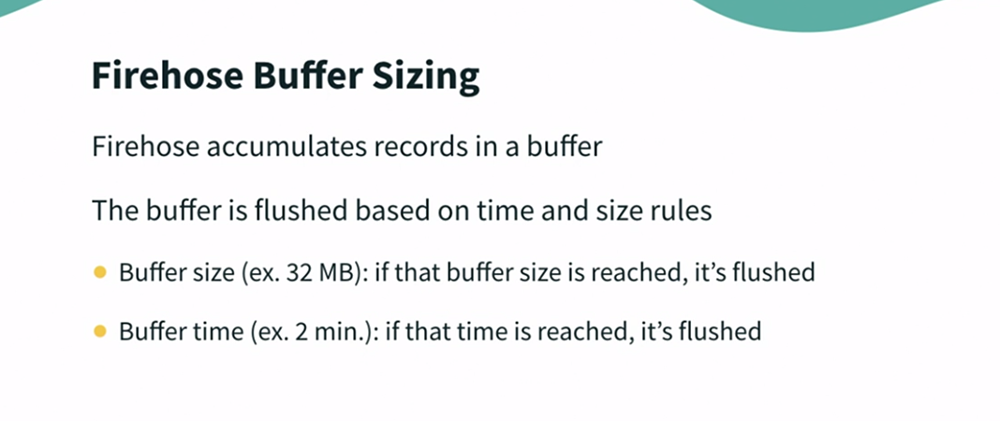 Firehose Buffer Sizing
Firehose accumulates records in a buffer
The buffer is flushed based on time and size rules
Buffer size (ex. 32 MB): if that buffer size is reached, it’s flushed
Buffer time (ex. 2 min.): if that time is reached, it’s flushed